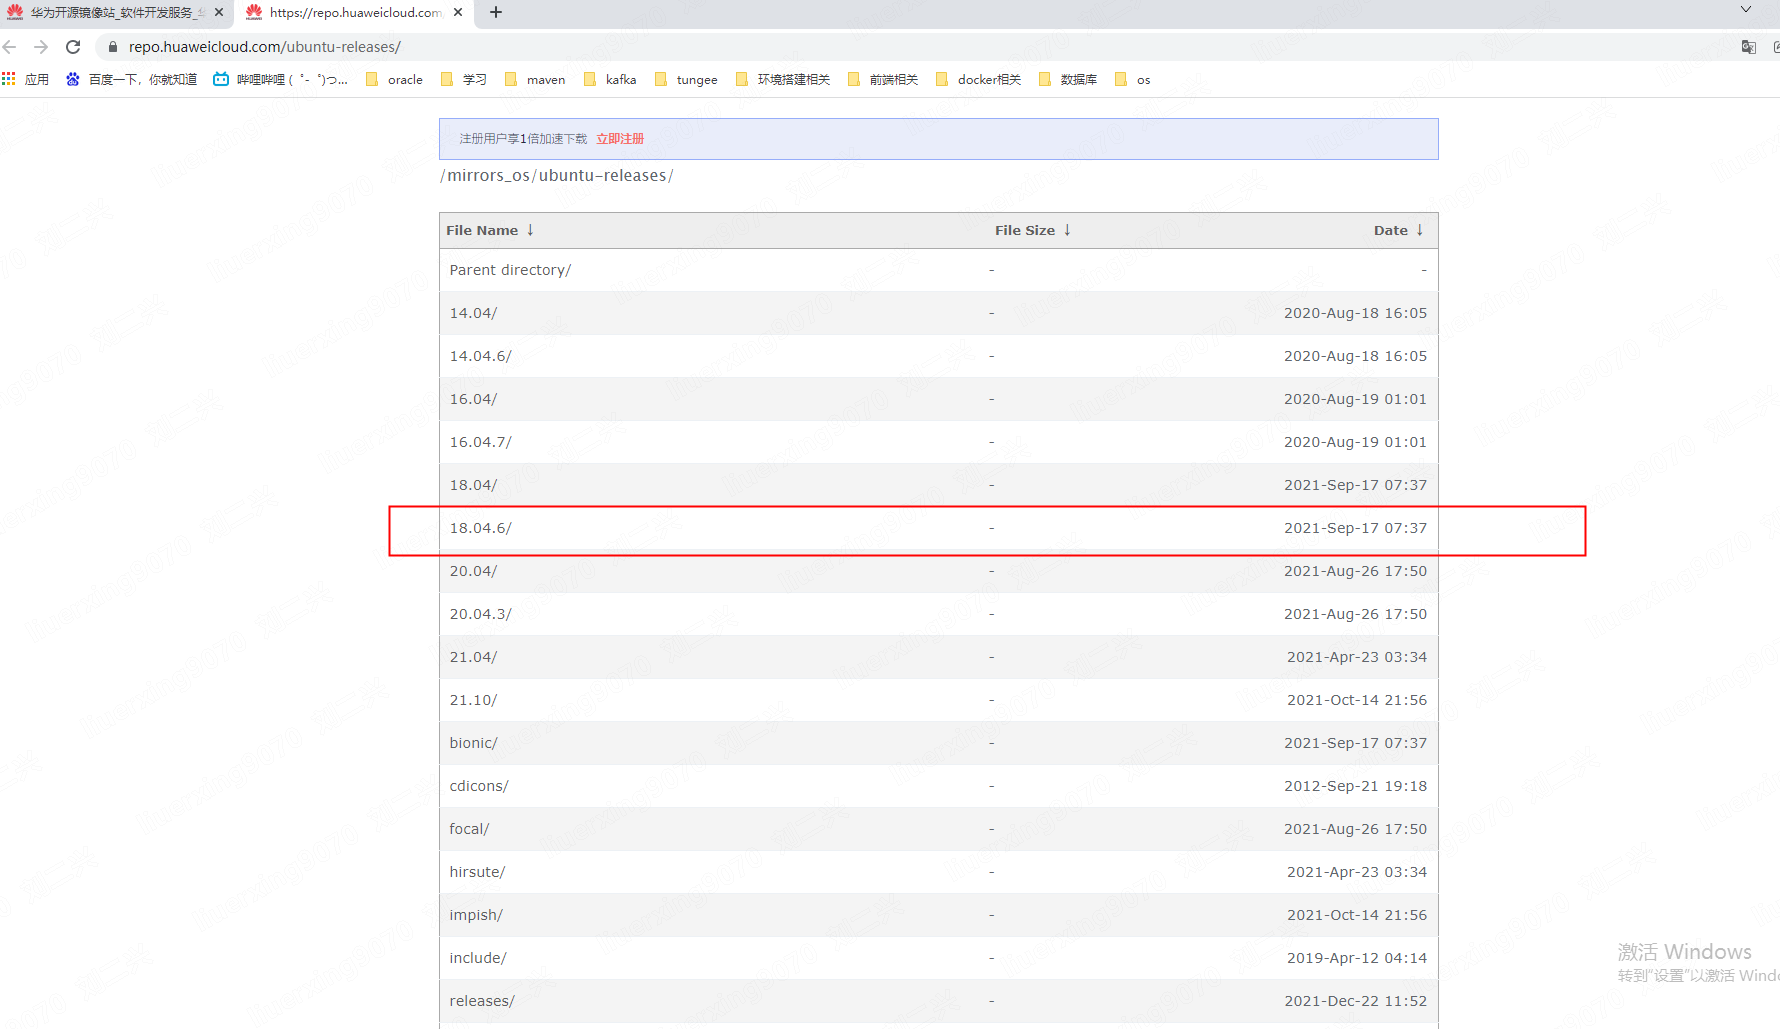 华为开源镜像站_软件开发服务_华
https://repo.huaweicloud.com
repo.huaweicloud.com/ubuntu-releases/
应用 百度一下，你就知道 哔哩哔哩 (゜-゜)つ... oracle 学习 maven kafka tungee 环境搭建相关 前端相关 docker相关 数据库 os
注册用户享1倍加速下载 立即注册
/mirrors_os/ubuntu-releases/
File Name ↓ File Size ↓ Date ↓
Parent directory/ - -
14.04/ - 2020-Aug-18 16:05
14.04.6/ - 2020-Aug-18 16:05
16.04/ - 2020-Aug-19 01:01
16.04.7/ - 2020-Aug-19 01:01
18.04/ - 2021-Sep-17 07:37
18.04.6/ - 2021-Sep-17 07:37
20.04/ - 2021-Aug-26 17:50
20.04.3/ - 2021-Aug-26 17:50
21.04/ - 2021-Apr-23 03:34
21.10/ - 2021-Oct-14 21:56
bionic/ - 2021-Sep-17 07:37
cdicons/ - 2012-Sep-21 19:18
focal/ - 2021-Aug-26 17:50
hirsute/ - 2021-Apr-23 03:34
impish/ - 2021-Oct-14 21:56
include/ - 2019-Apr-12 04:14
releases/ - 2021-Dec-22 11:52
激活 Windows
转到"设置"以激活 Wind